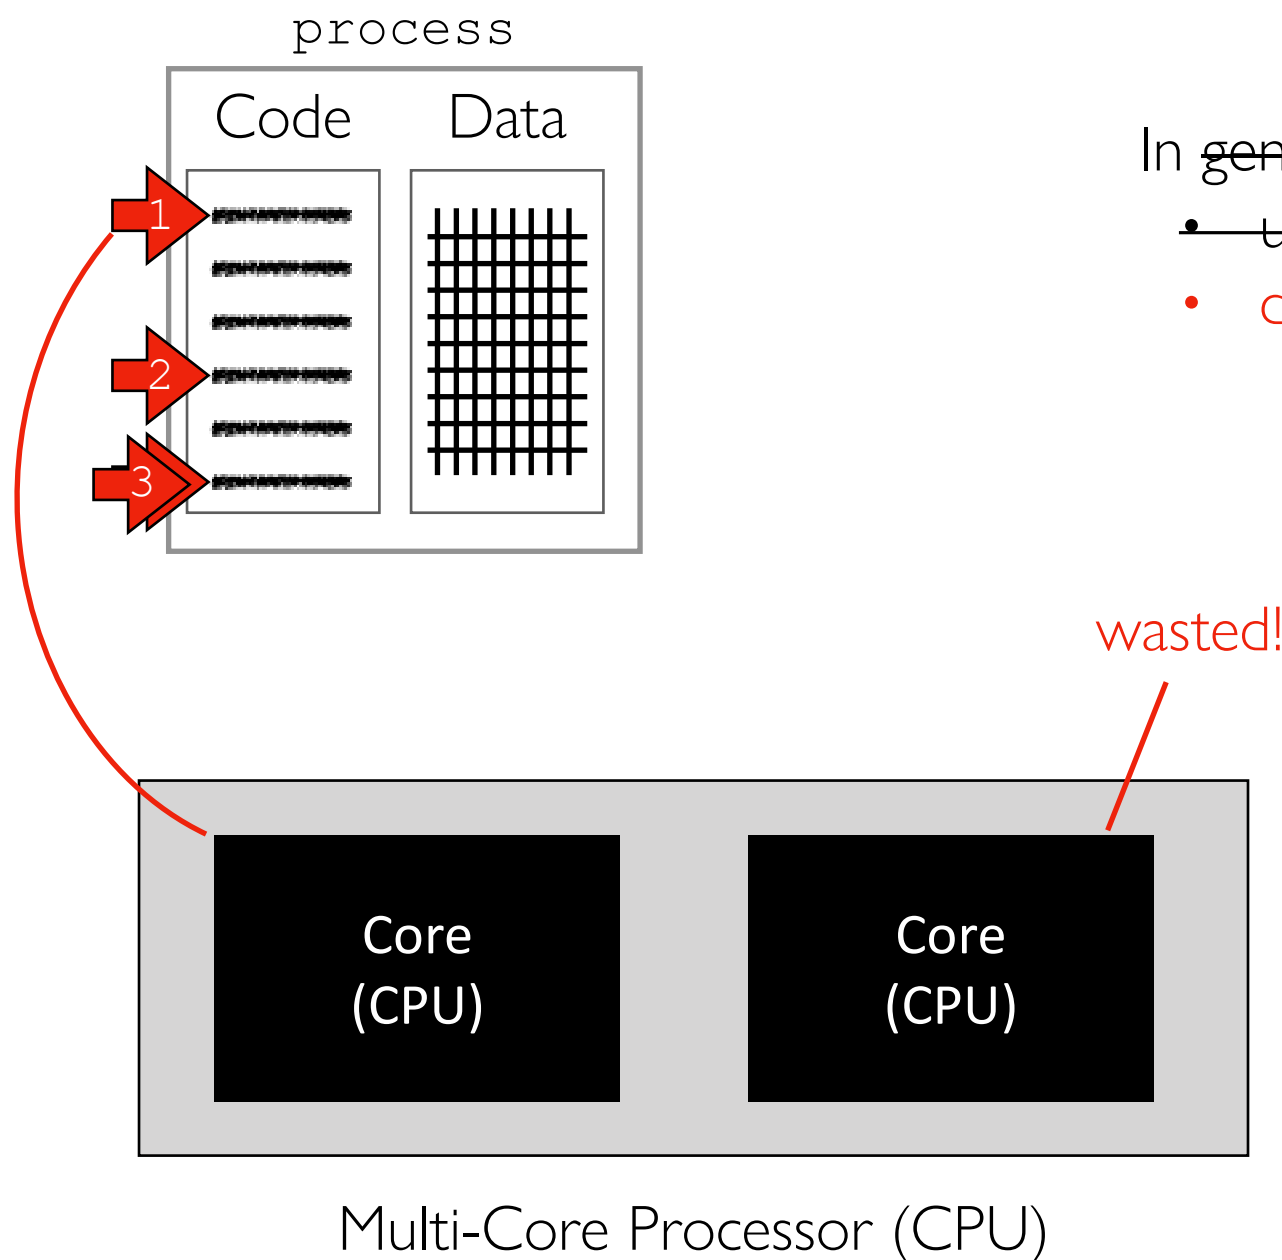 process
Code Data
1
2
3
In
wasted!
Core (CPU)
Core (CPU)
Multi-Core Processor (CPU)